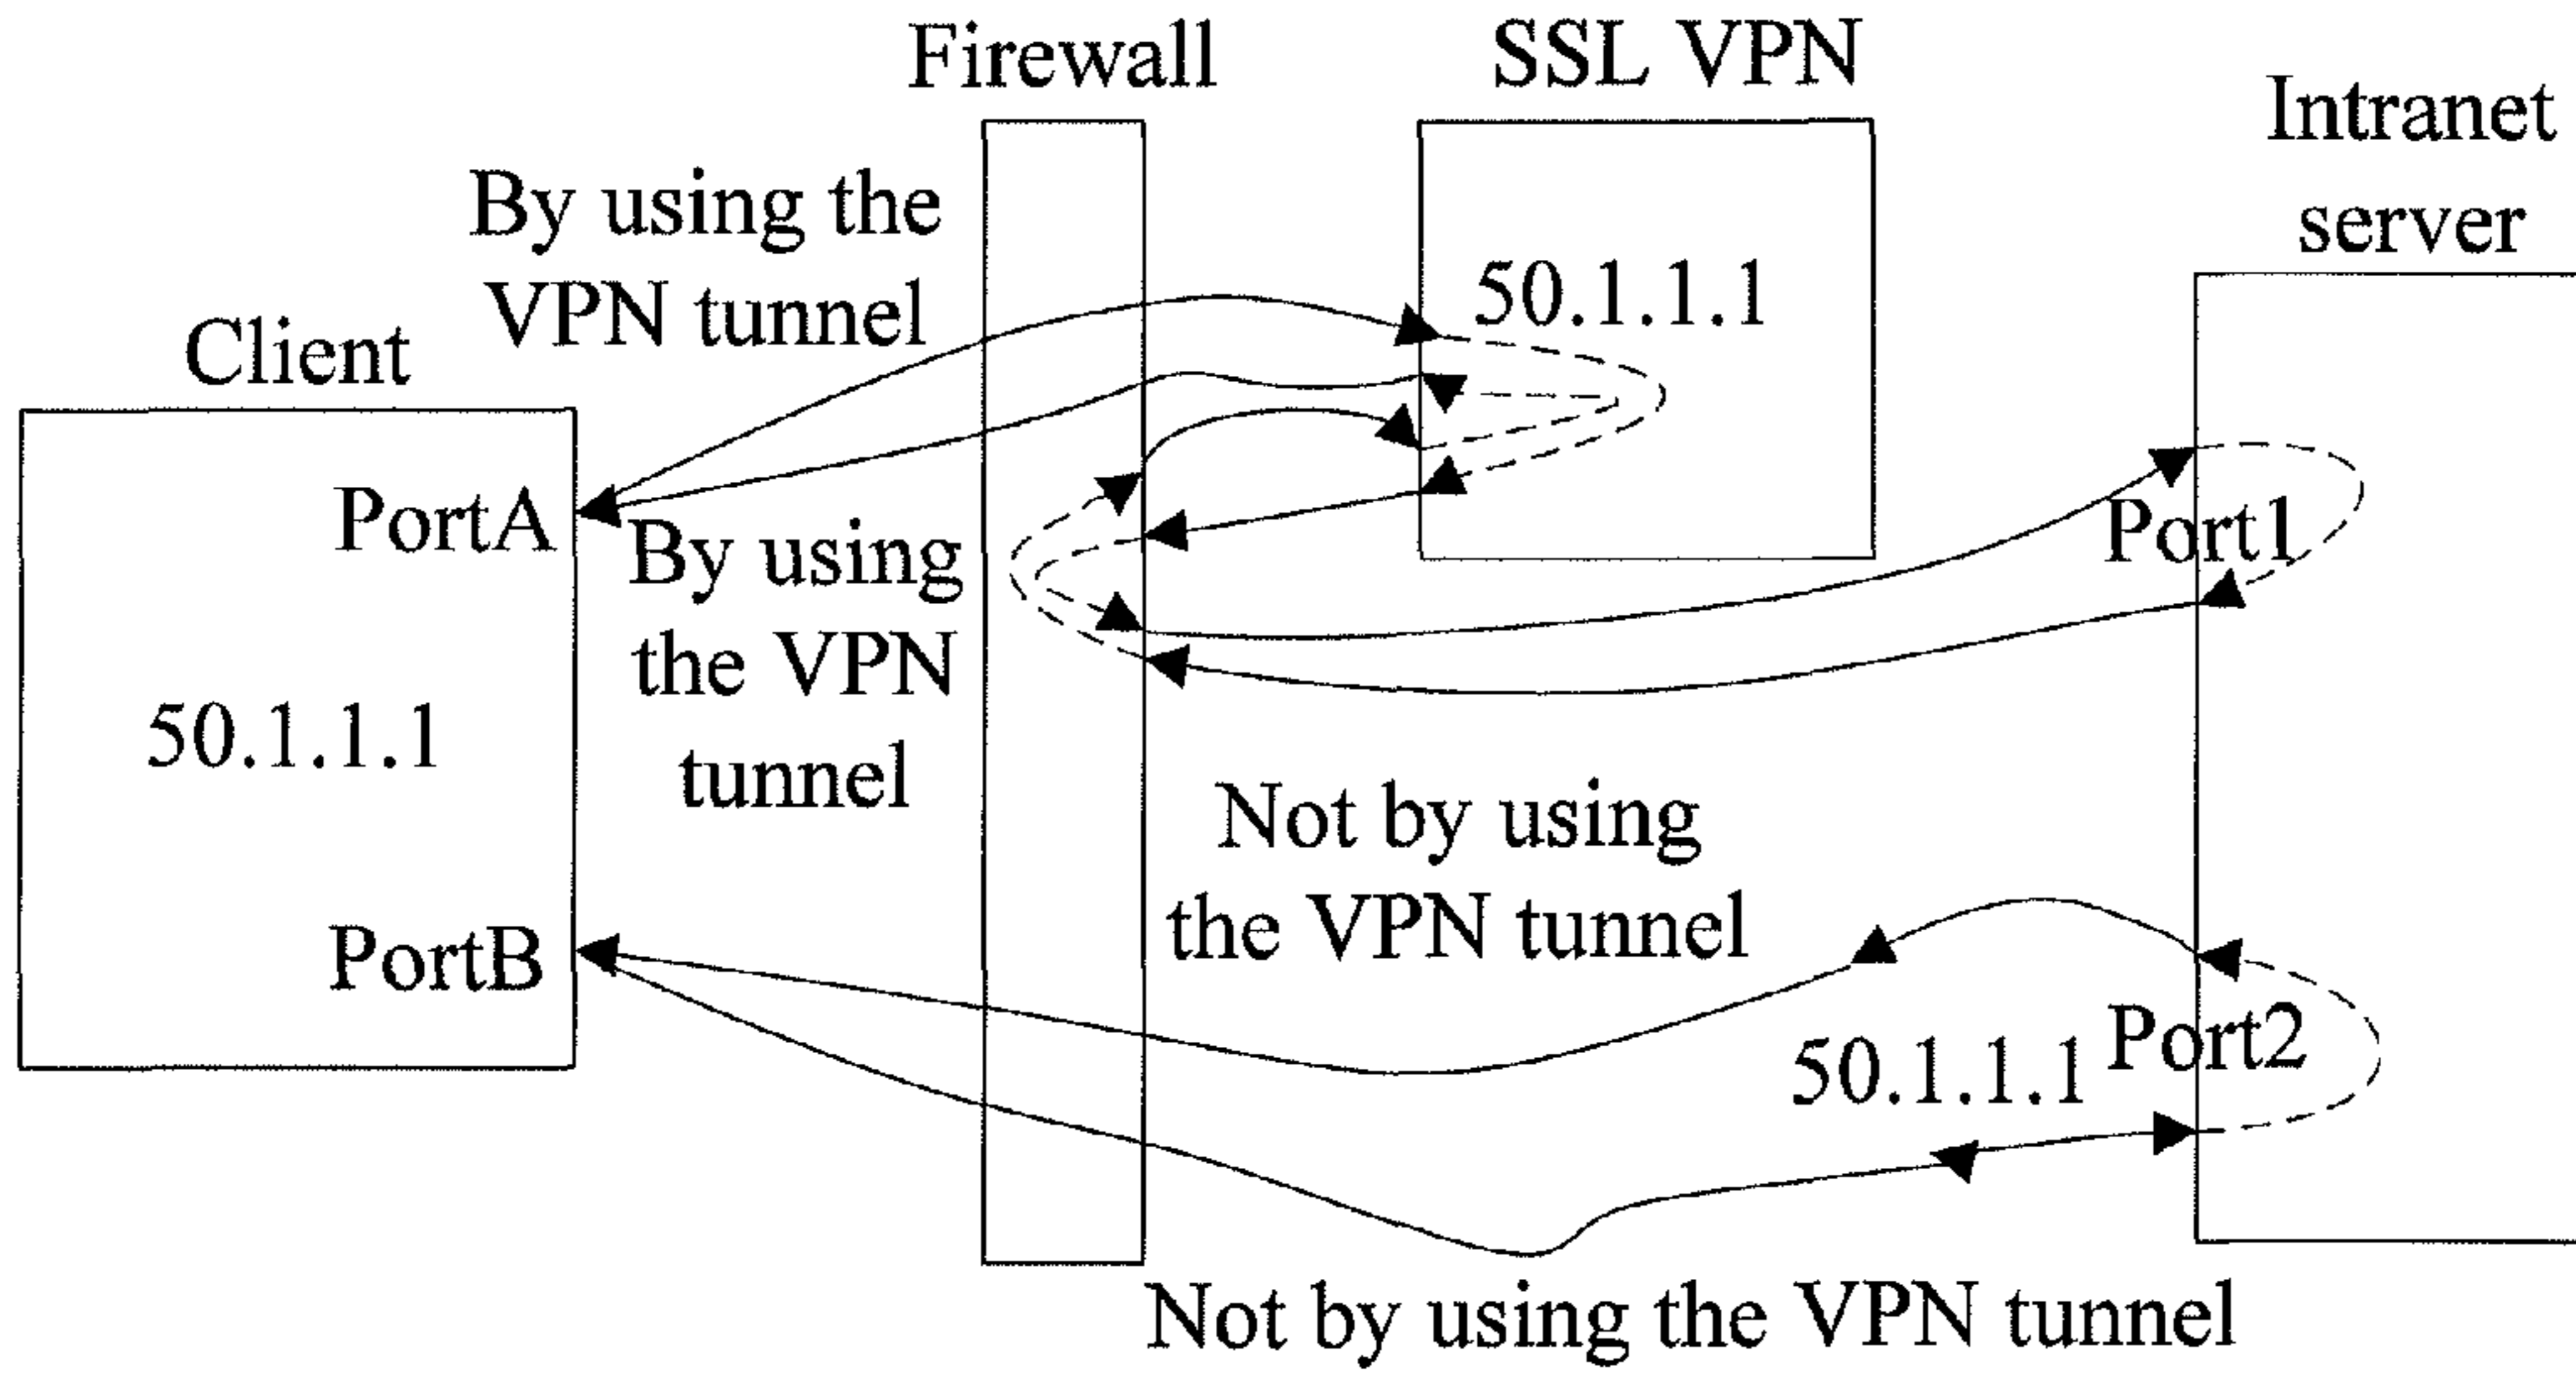 Firewall
SSL VPN
Intranet
server
By using the
VPN tunnel
50.1.1.1
Client
PortA
By using
the VPN
tunnel
Port1
50.1.1.1
Not by using
the VPN tunnel
PortB
50.1.1.1
Port2
Not by using the VPN tunnel